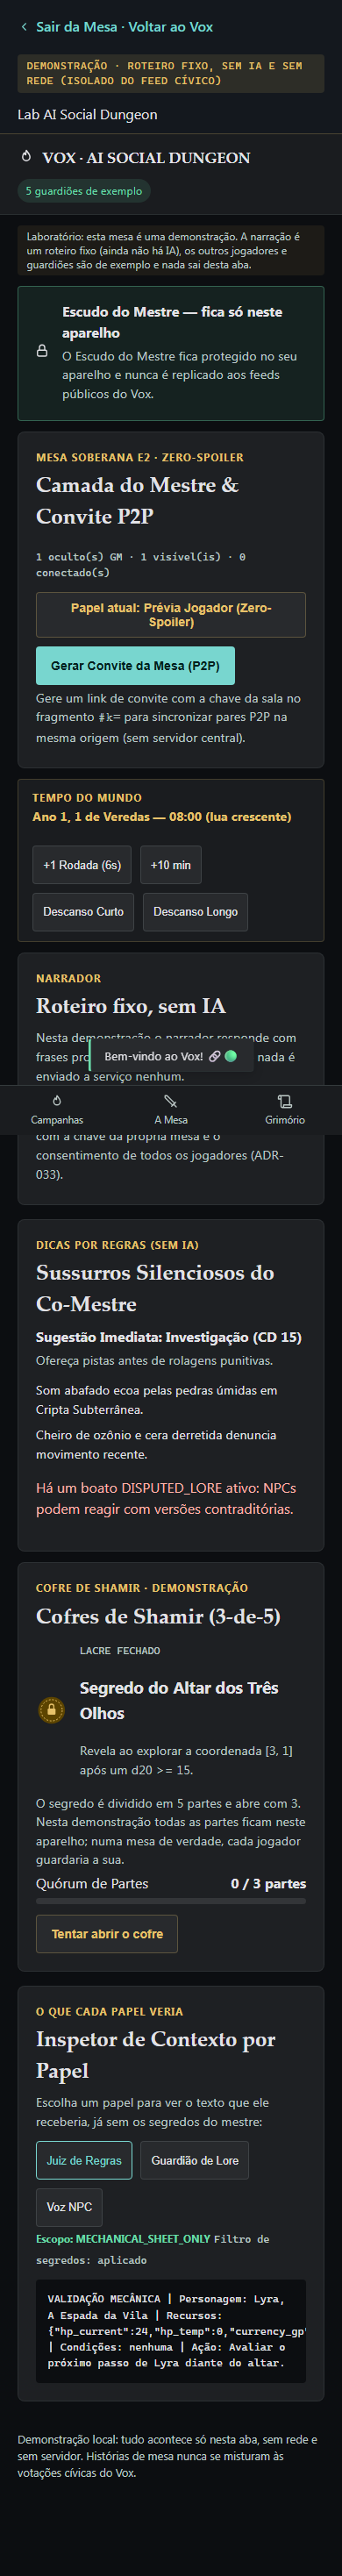 Sair da Mesa · Voltar ao Vox
DEMONSTRAÇÃO · ROTEIRO FIXO, SEM IA E SEM
REDE (ISOLADO DO FEED CÍVICO)
Lab AI Social Dungeon
VOX · AI SOCIAL DUNGEON
5 guardiões de exemplo
Laboratório: esta mesa é uma demonstração. A narração é
um roteiro fixo (ainda não há IA), os outros jogadores e
guardiões são de exemplo e nada sai desta aba.
Escudo do Mestre — fica só neste
aparelho
O Escudo do Mestre fica protegido no seu
aparelho e nunca é replicado aos feeds
públicos do Vox.
MESA SOBERANA E2 · ZERO-SPOILER
Camada do Mestre &
Convite P2P
1 oculto(s) GM · 1 visível(is) · 0
conectado(s)
Papel atual: Prévia Jogador (Zero-
Spoiler)
Gerar Convite da Mesa (P2P)
Gere um link de convite com a chave da sala no
fragmento #k= para sincronizar pares P2P na
mesma origem (sem servidor central).
TEMPO DO MUNDO
Ano 1, 1 de Veredas — 08:00 (lua crescente)
+1 Rodada (6s)
+10 min
Descanso Curto
Descanso Longo
NARRADOR
Roteiro fixo, sem IA
Nesta demonstração o narrador responde com
frases pro
Bem-vindo ao Vox!
nada é
enviado a serviço nenhum.
Campanhas
A Mesa
Grimório
com a chave da própria mesa e o
consentimento de todos os jogadores (ADR-
033).
DICAS POR REGRAS (SEM IA)
Sussurros Silenciosos do
Co-Mestre
Sugestão Imediata: Investigação (CD 15)
Ofereça pistas antes de rolagens punitivas.
Som abafado ecoa pelas pedras úmidas em
Cripta Subterrânea.
Cheiro de ozônio e cera derretida denuncia
movimento recente.
Há um boato DISPUTED_LORE ativo: NPCs
podem reagir com versões contraditórias.
COFRE DE SHAMIR · DEMONSTRAÇÃO
Cofres de Shamir (3-de-5)
LACRE FECHADO
Segredo do Altar dos Três
Olhos
Revela ao explorar a coordenada [3, 1]
após um d20 >= 15.
O segredo é dividido em 5 partes e abre com 3.
Nesta demonstração todas as partes ficam neste
aparelho; numa mesa de verdade, cada jogador
guardaria a sua.
Quórum de Partes 0 / 3 partes
Tentar abrir o cofre
O QUE CADA PAPEL VERIA
Inspetor de Contexto por
Papel
Escolha um papel para ver o texto que ele
receberia, já sem os segredos do mestre:
Juiz de Regras
Guardião de Lore
Voz NPC
Escopo: MECHANICAL_SHEET_ONLY Filtro de
segredos: aplicado
VALIDAÇÃO MECÂNICA | Personagem: Lyra,
A Espada da Vila | Recursos:
{"hp_current":24,"hp_temp":0,"currency_gp"
| Condições: nenhuma | Ação: Avaliar o
próximo passo de Lyra diante do altar.
Demonstração local: tudo acontece só nesta aba, sem rede e
sem servidor. Histórias de mesa nunca se misturam às
votações cívicas do Vox.